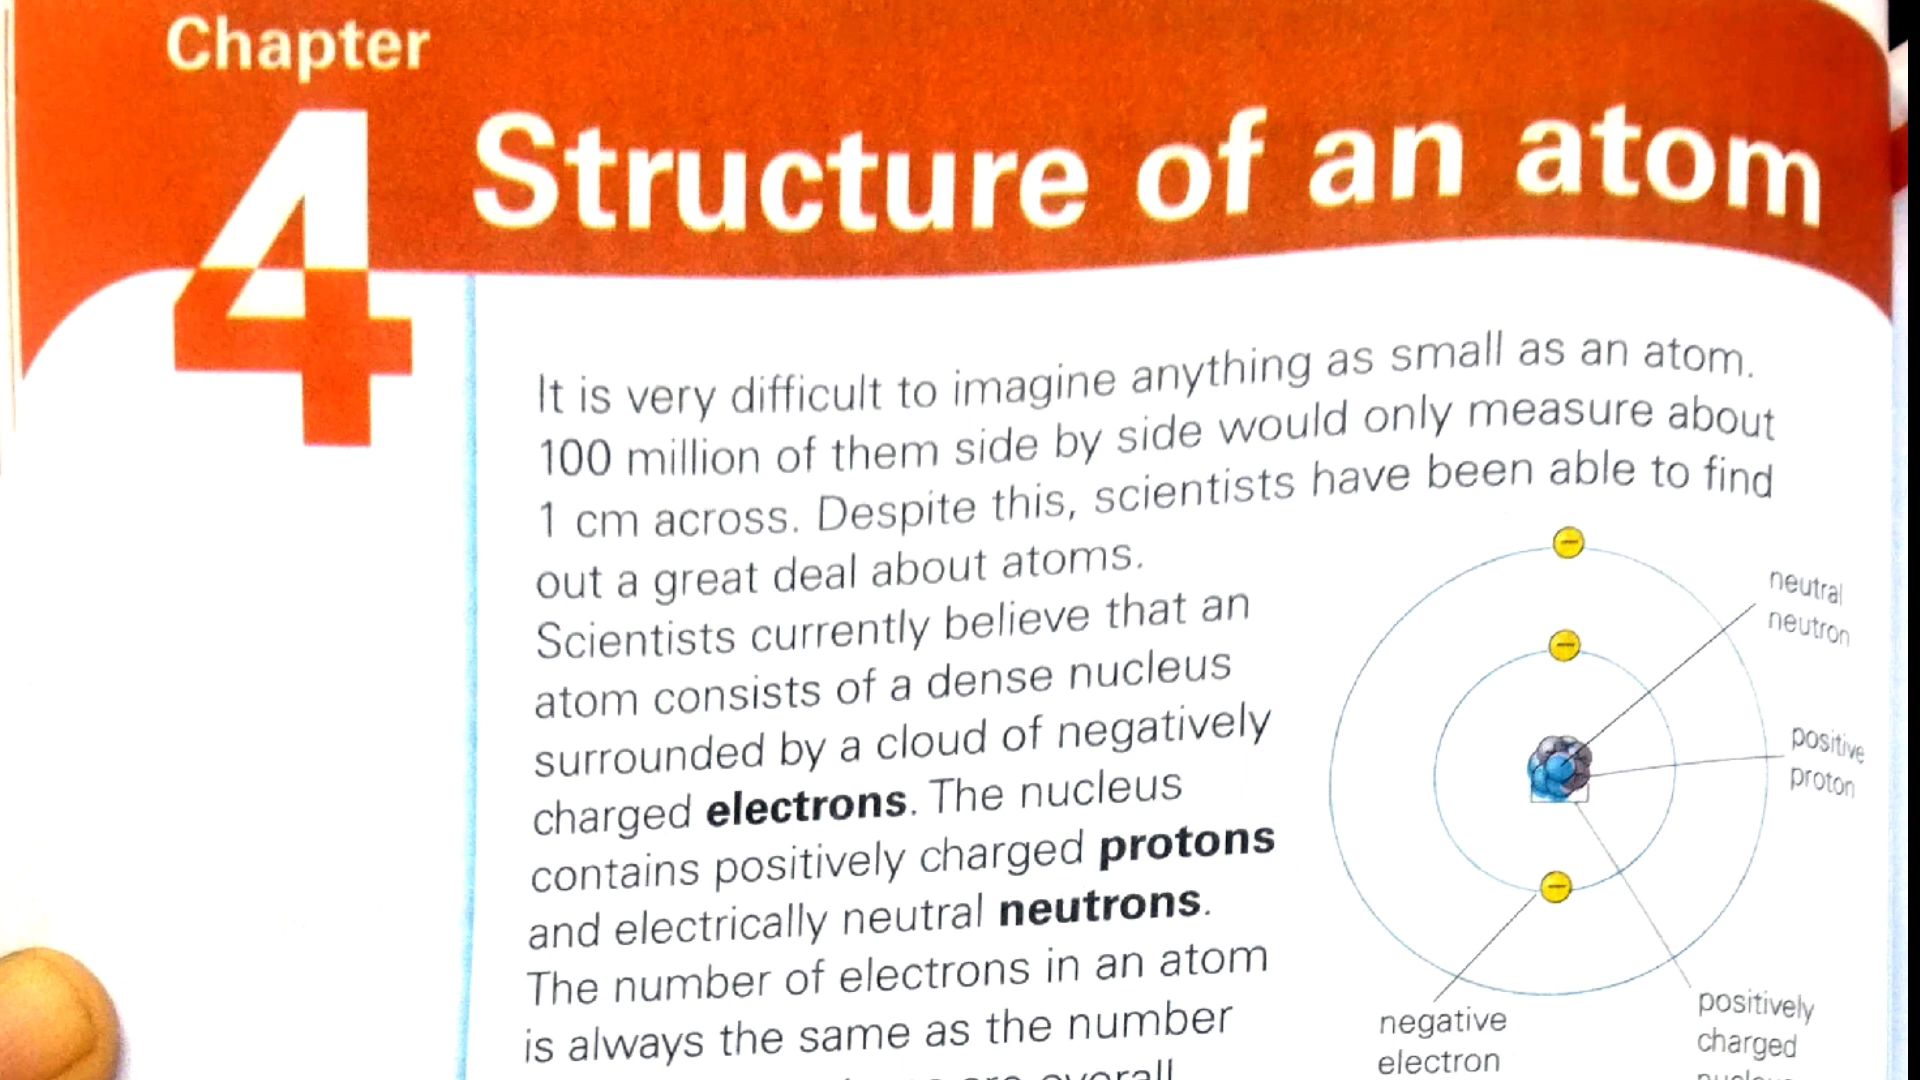 Chapter
4 Structure of an atom
It is very difficult to imagine anything as small as an atom.
100 million of them side by side would only measure about
1 cm across. Despite this, scientists have been able to find
out a great deal about atoms.
Scientists currently believe that an
atom consists of a dense nucleus
surrounded by a cloud of negatively
charged electrons. The nucleus
contains positively charged protons
and electrically neutral neutrons.
The number of electrons in an atom
is always the same as the number
overall
neutral
neutron
positive
proton
negative
electron
positively
charged